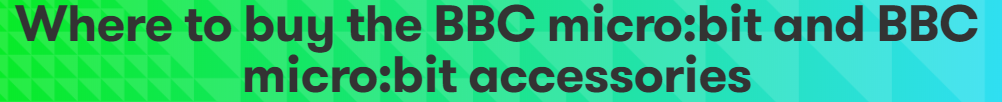 Where to buy the BBC micro:bit and BBC
micro:bit accessories